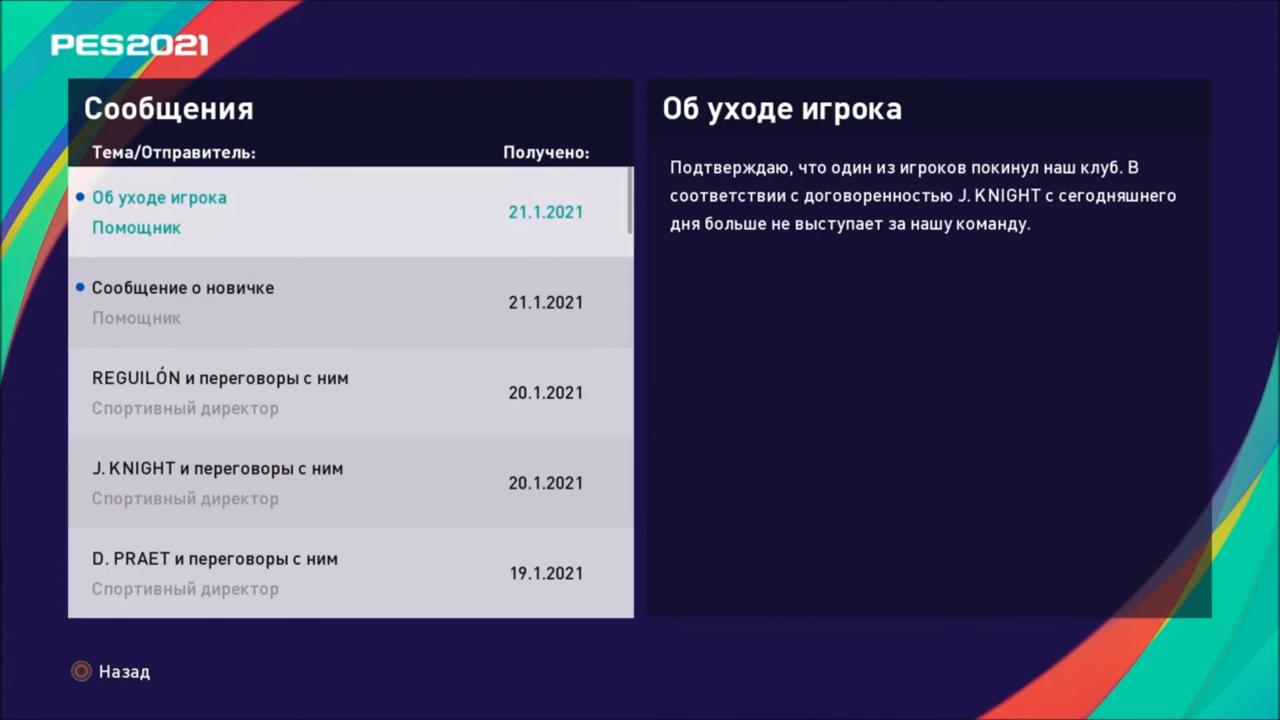 PES2021
Сообщения
Тема/Отправитель: Получено:
Об уходе игрока
Помощник
21.1.2021
Сообщение о новичке
Помощник
21.1.2021
REGUILÓN и переговоры с ним
Спортивный директор
20.1.2021
J. KNIGHT и переговоры с ним
Спортивный директор
20.1.2021
D. PRAET и переговоры с ним
Спортивный директор
19.1.2021
Об уходе игрока
Подтверждаю, что один из игроков покинул наш клуб. В
соответствии с договоренностью J. KNIGHT с сегодняшнего
дня больше не выступает за нашу команду.
Назад